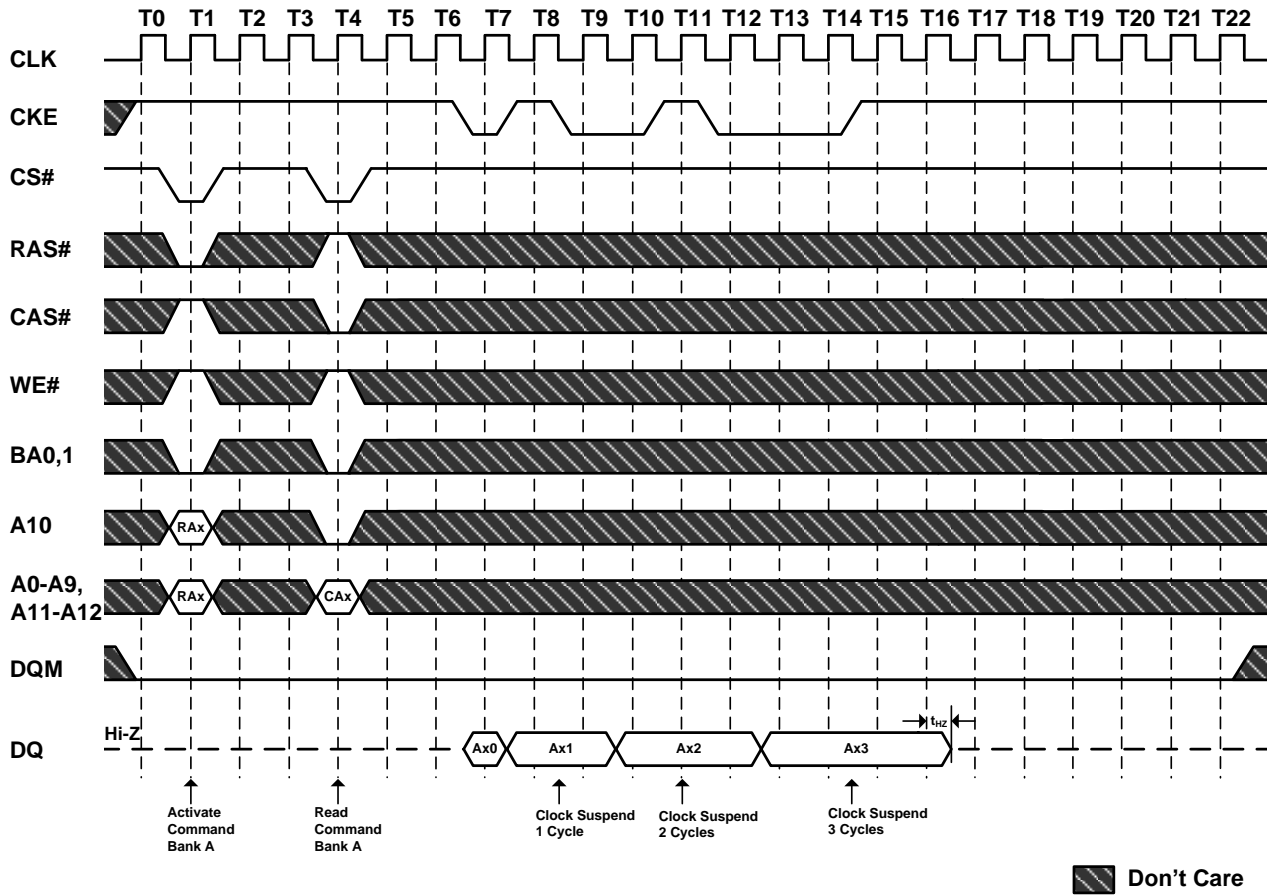 T0 T1 T2 T3 T4 T5 T6 T7 T8 T9 T10 T11 T12 T13 T14 T15 T16 T17 T18 T19 T20 T21 T22
CLK
CKE
CS#
RAS#
CAS#
WE#
BA0,1
A10
RAx
A0-A9,
A11-A12
RAx
CAx
DQM
Hi-Z
tHZ
DQ
Ax0
Ax1
Ax2
Ax3
Activate
Command
Bank A
Read
Command
Bank A
Clock Suspend
1 Cycle
Clock Suspend
2 Cycles
Clock Suspend
3 Cycles
Don't Care